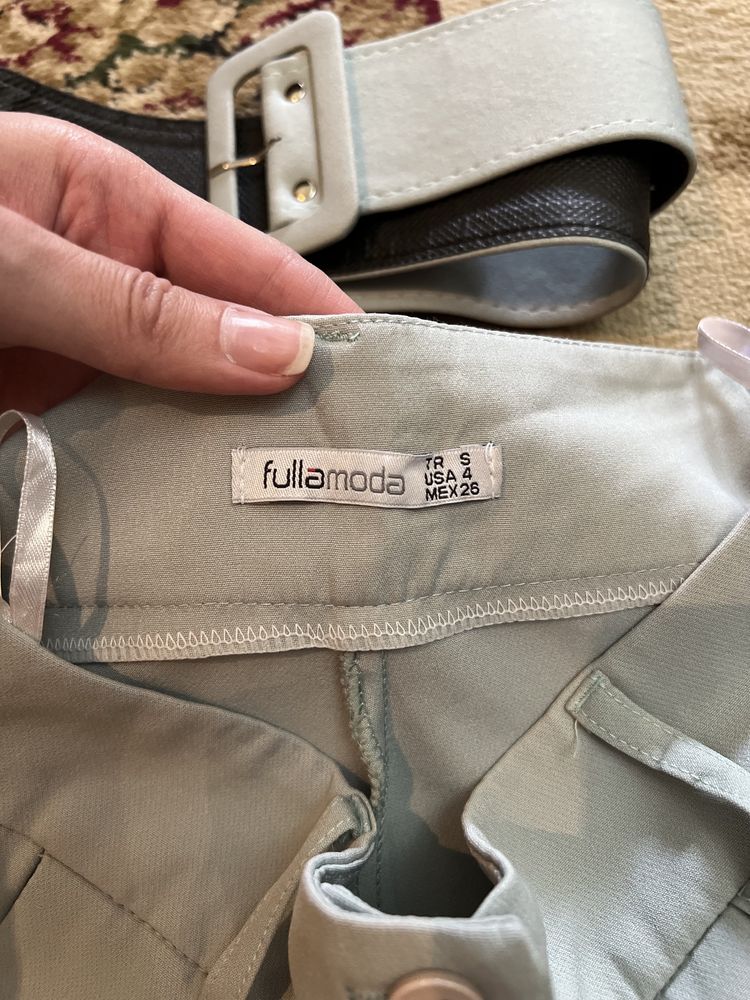 fullamoda
TR S
USA 4
MEX 26